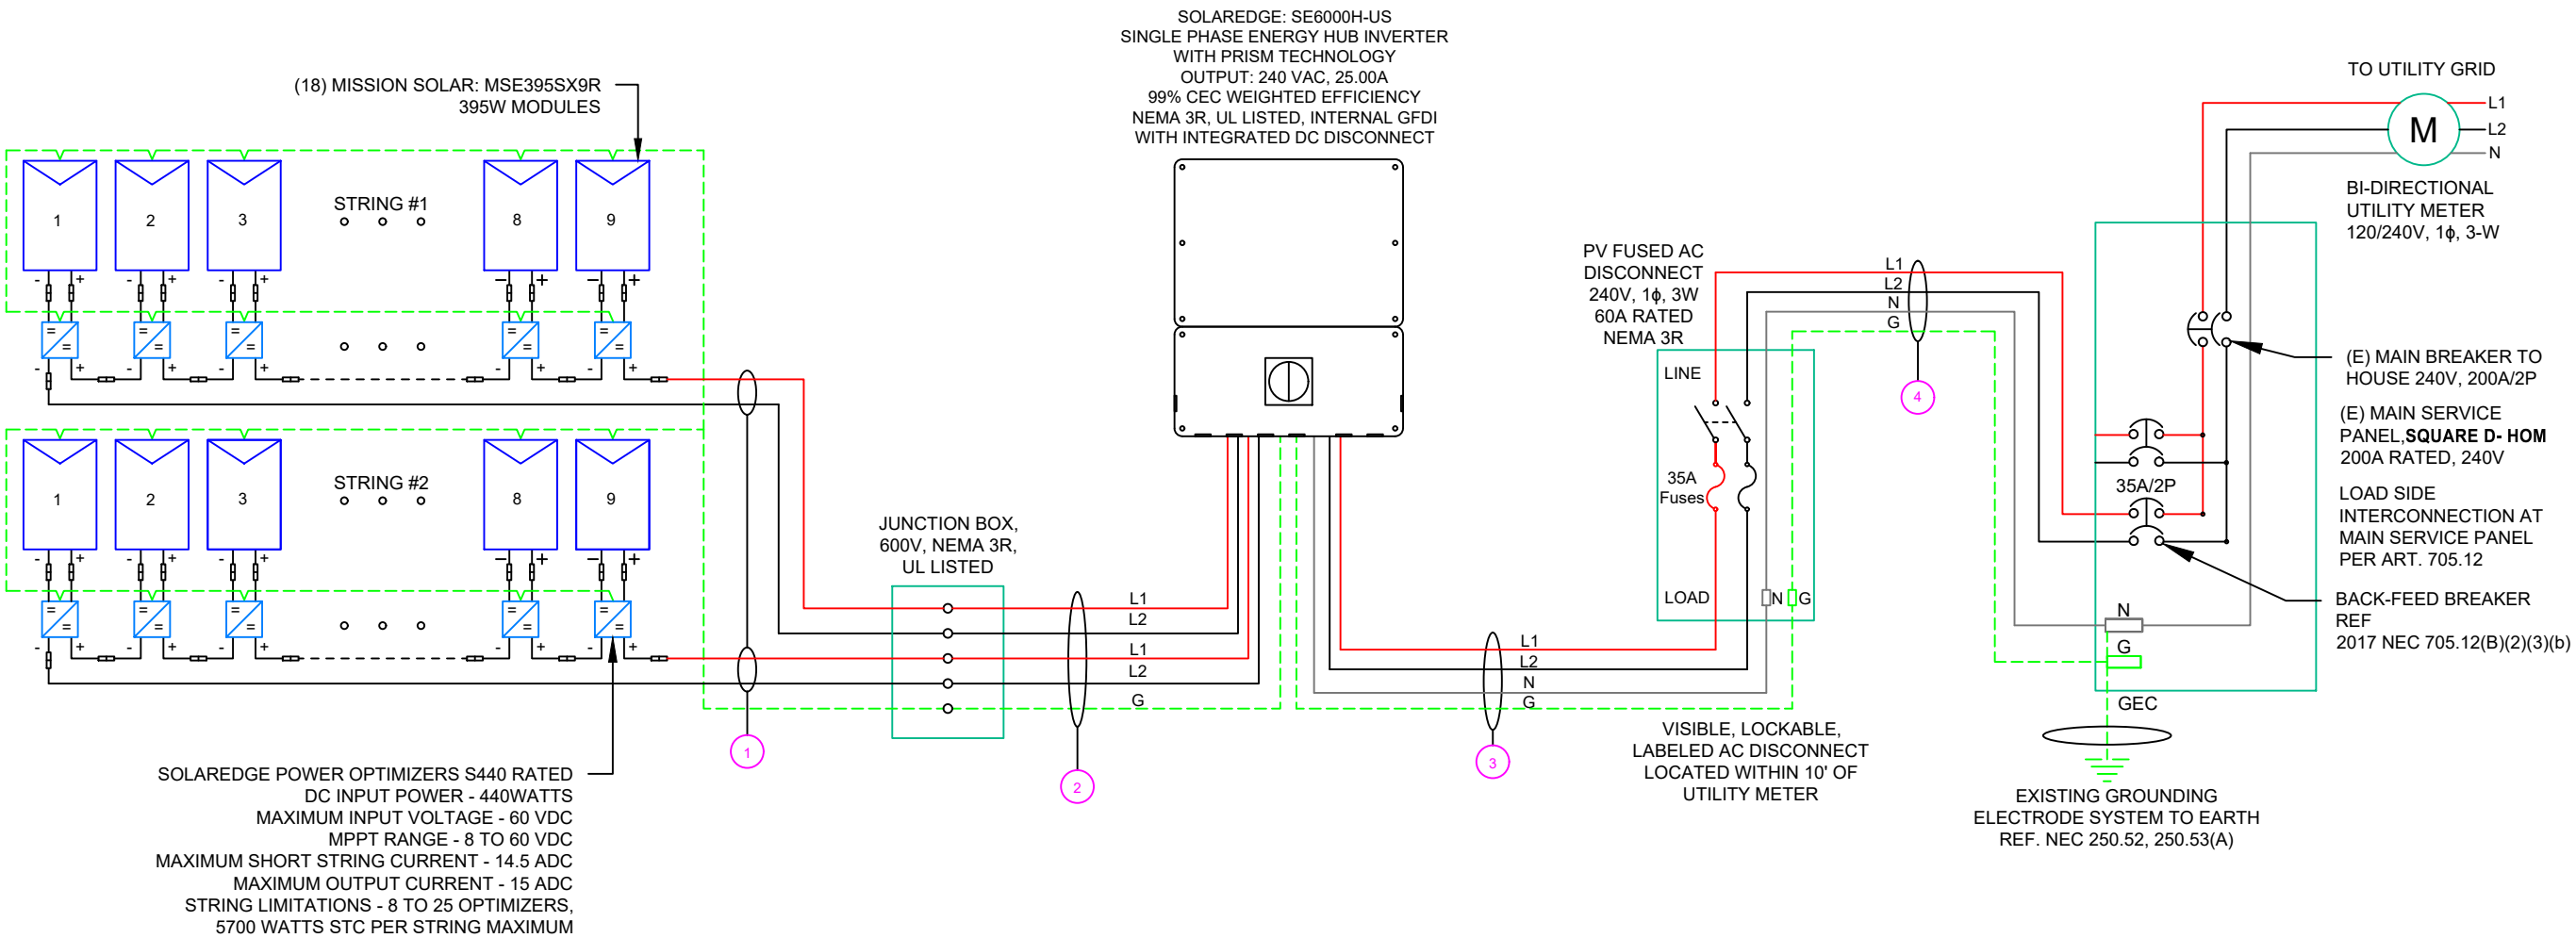 SOLAREDGE: SE6000H-US
SINGLE PHASE ENERGY HUB INVERTER
WITH PRISM TECHNOLOGY
OUTPUT: 240 VAC, 25.00A
99% CEC WEIGHTED EFFICIENCY
NEMA 3R, UL LISTED, INTERNAL GFDI
WITH INTEGRATED DC DISCONNECT
(18) MISSION SOLAR: MSE395SX9R
395W MODULES
1
2
3
STRING #1
8
9
- + - + - + - + - +
= = = = = = = = = =
- + - + - + - + - +
1
2
3
STRING #2
8
9
- + - + - + - + - +
= = = = = = = = = =
- + - + - + - + - +
SOLAREDGE POWER OPTIMIZERS S440 RATED
DC INPUT POWER - 440WATTS
MAXIMUM INPUT VOLTAGE - 60 VDC
MPPT RANGE - 8 TO 60 VDC
MAXIMUM SHORT STRING CURRENT - 14.5 ADC
MAXIMUM OUTPUT CURRENT - 15 ADC
STRING LIMITATIONS - 8 TO 25 OPTIMIZERS,
5700 WATTS STC PER STRING MAXIMUM
1
JUNCTION BOX,
600V, NEMA 3R,
UL LISTED
L1
L2
L1
L2
G
2
L1
L2
N
G
3
PV FUSED AC
DISCONNECT
240V, 1ϕ, 3W
60A RATED
NEMA 3R
LINE
35A
Fuses
LOAD
N
G
VISIBLE, LOCKABLE,
LABELED AC DISCONNECT
LOCATED WITHIN 10' OF
UTILITY METER
L1
L2
N
G
4
TO UTILITY GRID
M
L1
L2
N
BI-DIRECTIONAL
UTILITY METER
120/240V, 1ϕ, 3-W
(E) MAIN BREAKER TO
HOUSE 240V, 200A/2P
(E) MAIN SERVICE
PANEL,SQUARE D- HOM
200A RATED, 240V
35A/2P
LOAD SIDE
INTERCONNECTION AT
MAIN SERVICE PANEL
PER ART. 705.12
BACK-FEED BREAKER
REF
2017 NEC 705.12(B)(2)(3)(b)
N
G
GEC
EXISTING GROUNDING
ELECTRODE SYSTEM TO EARTH
REF. NEC 250.52, 250.53(A)